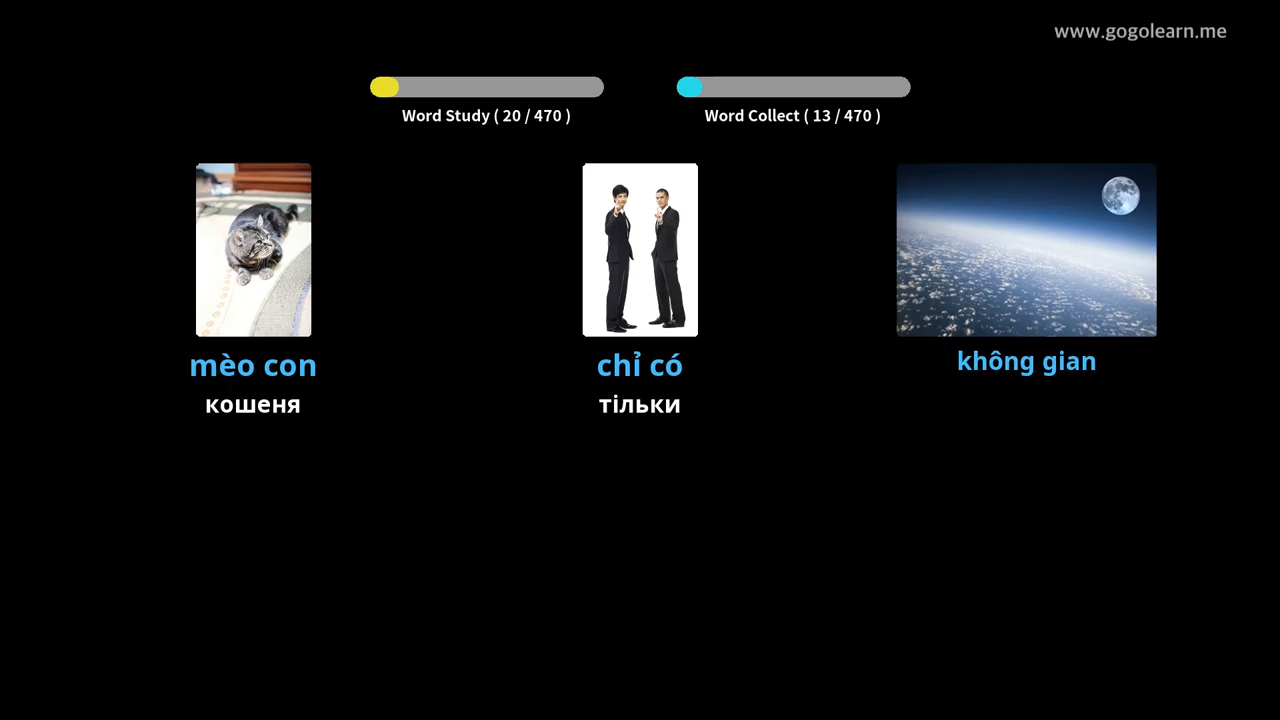 www.gogolearn.me
Word Study ( 20 / 470 )
Word Collect ( 13 / 470 )
mèo con
кошеня
chỉ có
тільки
không gian